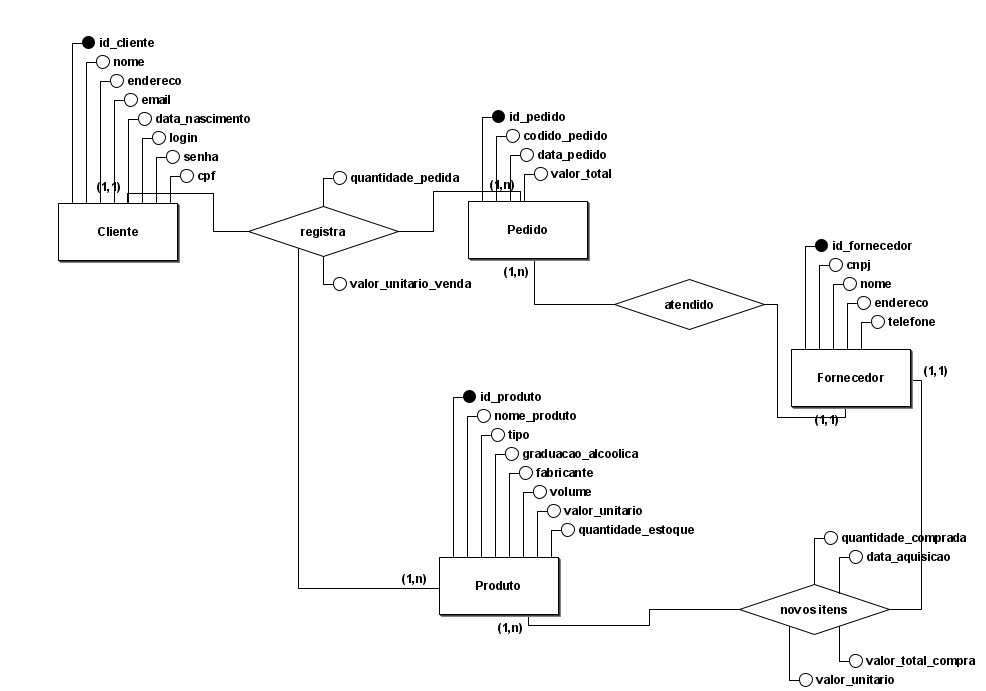 id_cliente
nome
endereco
email
data_nascimento
login
senha
cpf
(1,1)
Cliente
quantidade_pedida
registra
valor_unitario_venda
id_pedido
codido_pedido
data_pedido
valor_total
(1,n)
Pedido
(1,n)
atendido
id_fornecedor
cnpj
nome
endereco
telefone
Fornecedor
(1,1)
(1,1)
id_produto
nome_produto
tipo
graduacao_alcoolica
fabricante
volume
valor_unitario
quantidade_estoque
(1,n)
Produto
(1,n)
quantidade_comprada
data_aquisicao
novos itens
valor_total_compra
valor_unitario